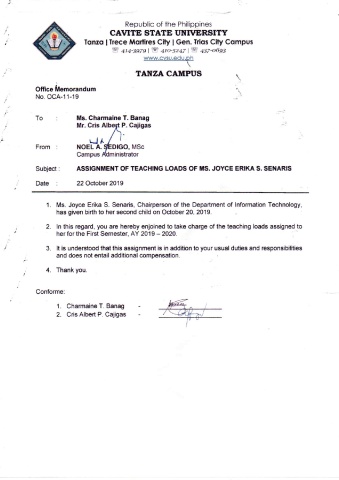 Republic of the Philippines
CAVITE STATE UNIVERSITY
Tanza | Trece Martires City | Gen. Trias City Campus
☏ 414-3979 | ☏ 410-5247 | ☏ 437-0693
www.cvsu.edu.ph
TANZA CAMPUS
Office Memorandum
No. OCA-11-19
To : Ms. Charmaine T. Banag
Mr. Cris Albert P. Cajigas
From : NOEL A. SEDIGO, MSc
Campus Administrator
Subject : ASSIGNMENT OF TEACHING LOADS OF MS. JOYCE ERIKA S. SENARIS
Date : 22 October 2019
1. Ms. Joyce Erika S. Senaris, Chairperson of the Department of Information Technology,
has given birth to her second child on October 20, 2019.
2. In this regard, you are hereby enjoined to take charge of the teaching loads assigned to
her for the First Semester, AY 2019 – 2020.
3. It is understood that this assignment is in addition to your usual duties and responsibilities
and does not entail additional compensation.
4. Thank you.
Conforme:
1. Charmaine T. Banag -
2. Cris Albert P. Cajigas -